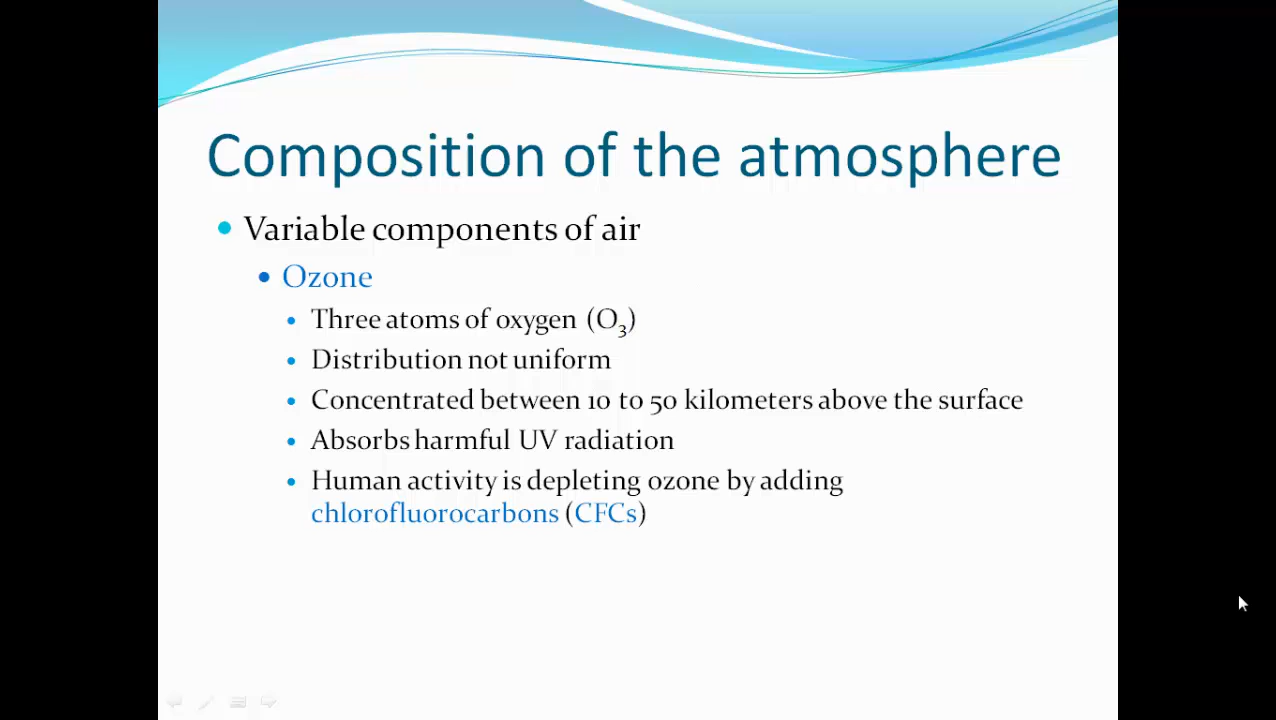 Composition of the atmosphere
• Variable components of air
• Ozone
• Three atoms of oxygen (O₃)
• Distribution not uniform
• Concentrated between 10 to 50 kilometers above the surface
• Absorbs harmful UV radiation
• Human activity is depleting ozone by adding
chlorofluorocarbons (CFCs)